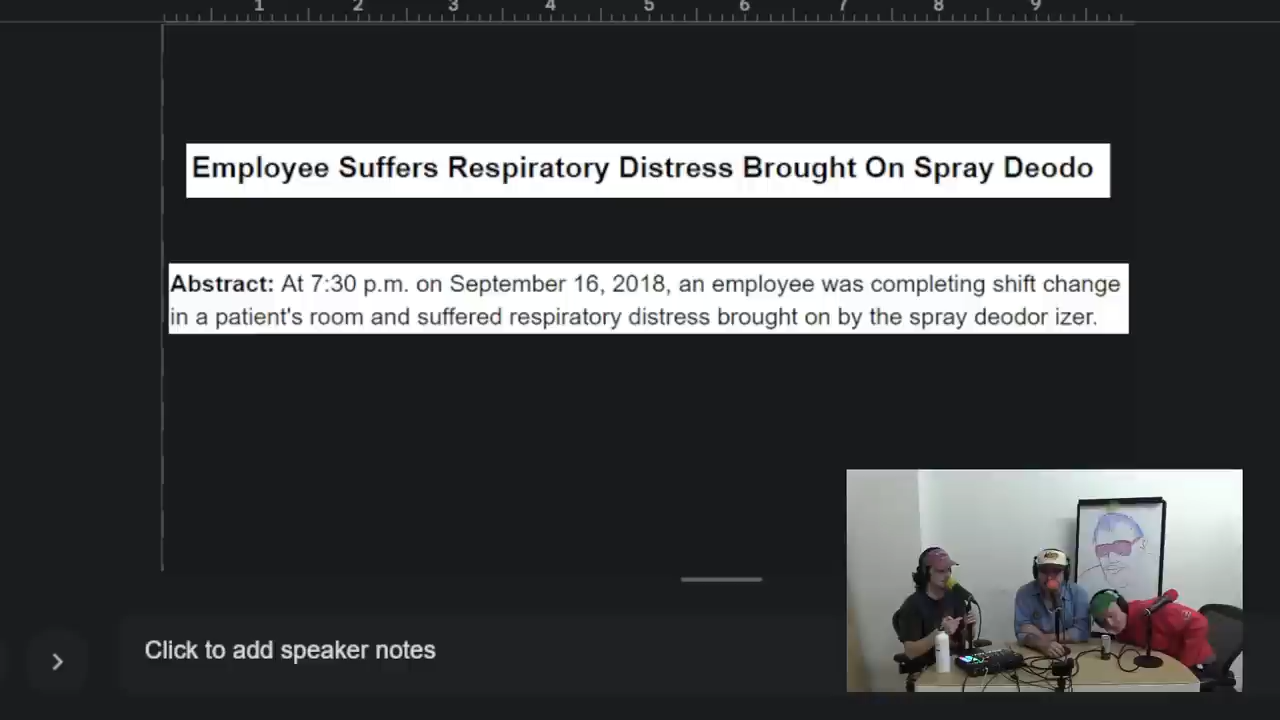 1 2 3 4 5 6 7 8 9
Employee Suffers Respiratory Distress Brought On Spray Deodo
Abstract: At 7:30 p.m. on September 16, 2018, an employee was completing shift change
in a patient's room and suffered respiratory distress brought on by the spray deodor izer.
Click to add speaker notes